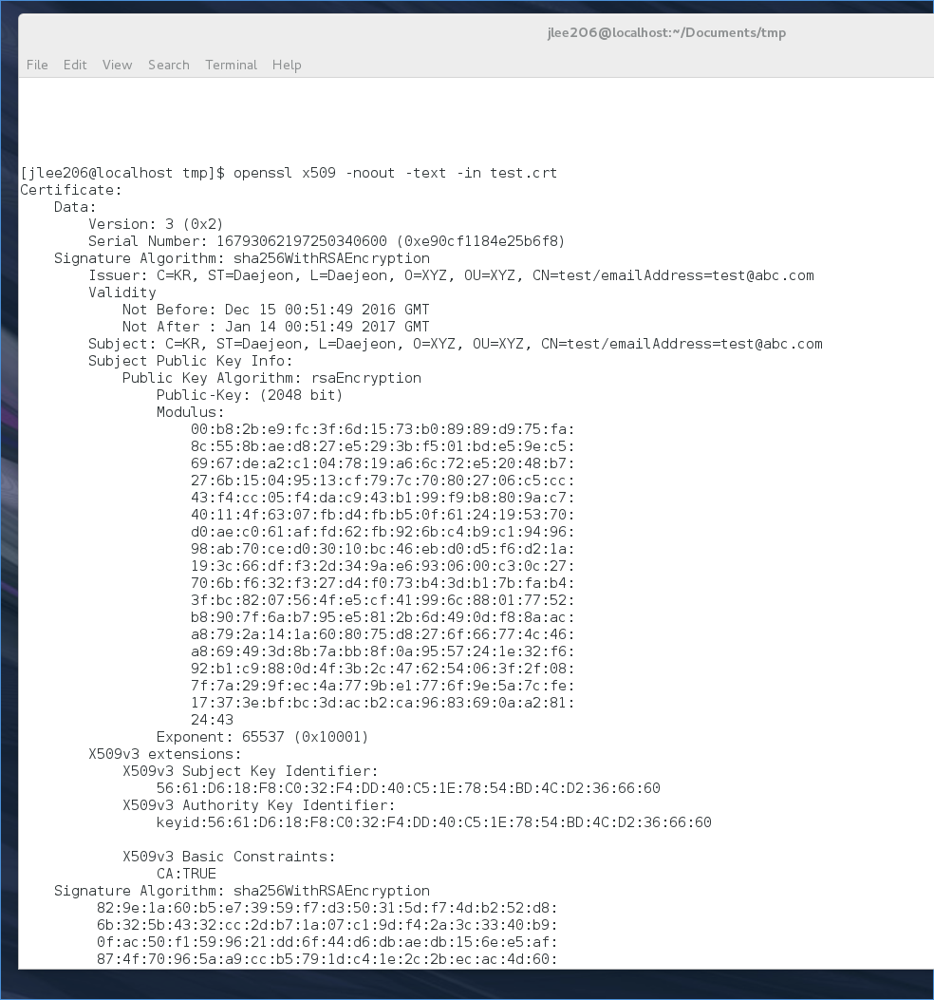 jlee206@localhost:~/Documents/tmp
File Edit View Search Terminal Help
[jlee206@localhost tmp]$ openssl x509 -noout -text -in test.crt
Certificate:
    Data:
        Version: 3 (0x2)
        Serial Number: 16793062197250340600 (0xe90cf1184e25b6f8)
    Signature Algorithm: sha256WithRSAEncryption
        Issuer: C=KR, ST=Daejeon, L=Daejeon, O=XYZ, OU=XYZ, CN=test/emailAddress=test@abc.com
        Validity
            Not Before: Dec 15 00:51:49 2016 GMT
            Not After : Jan 14 00:51:49 2017 GMT
        Subject: C=KR, ST=Daejeon, L=Daejeon, O=XYZ, OU=XYZ, CN=test/emailAddress=test@abc.com
        Subject Public Key Info:
            Public Key Algorithm: rsaEncryption
                Public-Key: (2048 bit)
                Modulus:
                    00:b8:2b:e9:fc:3f:6d:15:73:b0:89:89:d9:75:fa:
                    8c:55:8b:ae:d8:27:e5:29:3b:f5:01:bd:e5:9e:c5:
                    69:67:de:a2:c1:04:78:19:a6:6c:72:e5:20:48:b7:
                    27:6b:15:04:95:13:cf:79:7c:70:80:27:06:c5:cc:
                    43:f4:cc:05:f4:da:c9:43:b1:99:f9:b8:80:9a:c7:
                    40:11:4f:63:07:fb:d4:fb:b5:0f:61:24:19:53:70:
                    d0:ae:c0:61:af:fd:62:fb:92:6b:c4:b9:c1:94:96:
                    98:ab:70:ce:d0:30:10:bc:46:eb:d0:d5:f6:d2:1a:
                    19:3c:66:df:f3:2d:34:9a:e6:93:06:00:c3:0c:27:
                    70:6b:f6:32:f3:27:d4:f0:73:b4:3d:b1:7b:fa:b4:
                    3f:bc:82:07:56:4f:e5:cf:41:99:6c:88:01:77:52:
                    b8:90:7f:6a:b7:95:e5:81:2b:6d:49:0d:f8:8a:ac:
                    a8:79:2a:14:1a:60:80:75:d8:27:6f:66:77:4c:46:
                    a8:69:49:3d:8b:7a:bb:8f:0a:95:57:24:1e:32:f6:
                    92:b1:c9:88:0d:4f:3b:2c:47:62:54:06:3f:2f:08:
                    7f:7a:29:9f:ec:4a:77:9b:e1:77:6f:9e:5a:7c:fe:
                    17:37:3e:bf:bc:3d:ac:b2:ca:96:83:69:0a:a2:81:
                    24:43
                Exponent: 65537 (0x10001)
        X509v3 extensions:
            X509v3 Subject Key Identifier:
                56:61:D6:18:F8:C0:32:F4:DD:40:C5:1E:78:54:BD:4C:D2:36:66:60
            X509v3 Authority Key Identifier:
                keyid:56:61:D6:18:F8:C0:32:F4:DD:40:C5:1E:78:54:BD:4C:D2:36:66:60
            X509v3 Basic Constraints:
                CA:TRUE
    Signature Algorithm: sha256WithRSAEncryption
         82:9e:1a:60:b5:e7:39:59:f7:d3:50:31:5d:f7:4d:b2:52:d8:
         6b:32:5b:43:32:cc:2d:b7:1a:07:c1:9d:f4:2a:3c:33:40:b9:
         0f:ac:50:f1:59:96:21:dd:6f:44:d6:db:ae:db:15:6e:e5:af:
         87:4f:70:96:5a:a9:cc:b5:79:1d:c4:1e:2c:2b:ec:ac:4d:60: